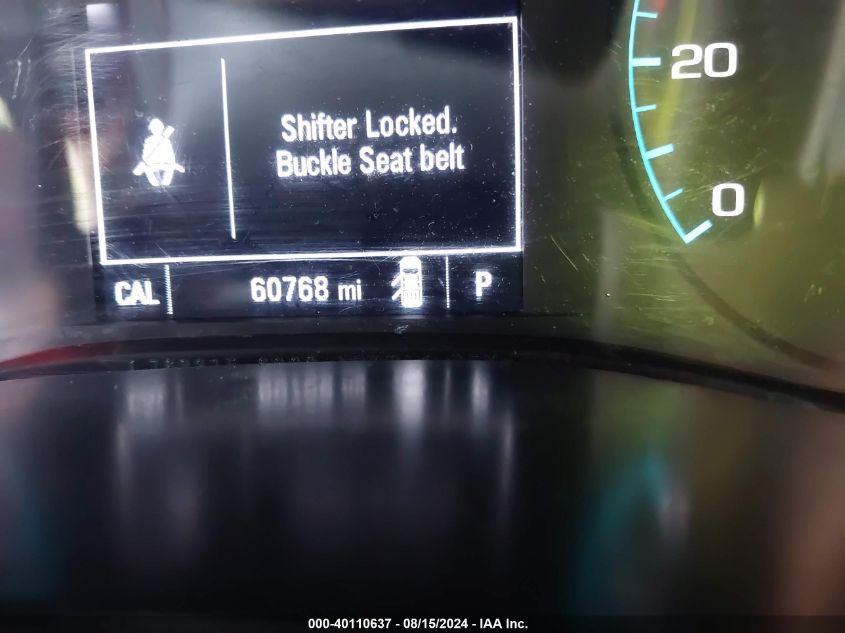 Shifter Locked.
Buckle Seat belt
20
0
CAL 60768 mi P
000-40110637 - 08/15/2024 - IAA Inc.